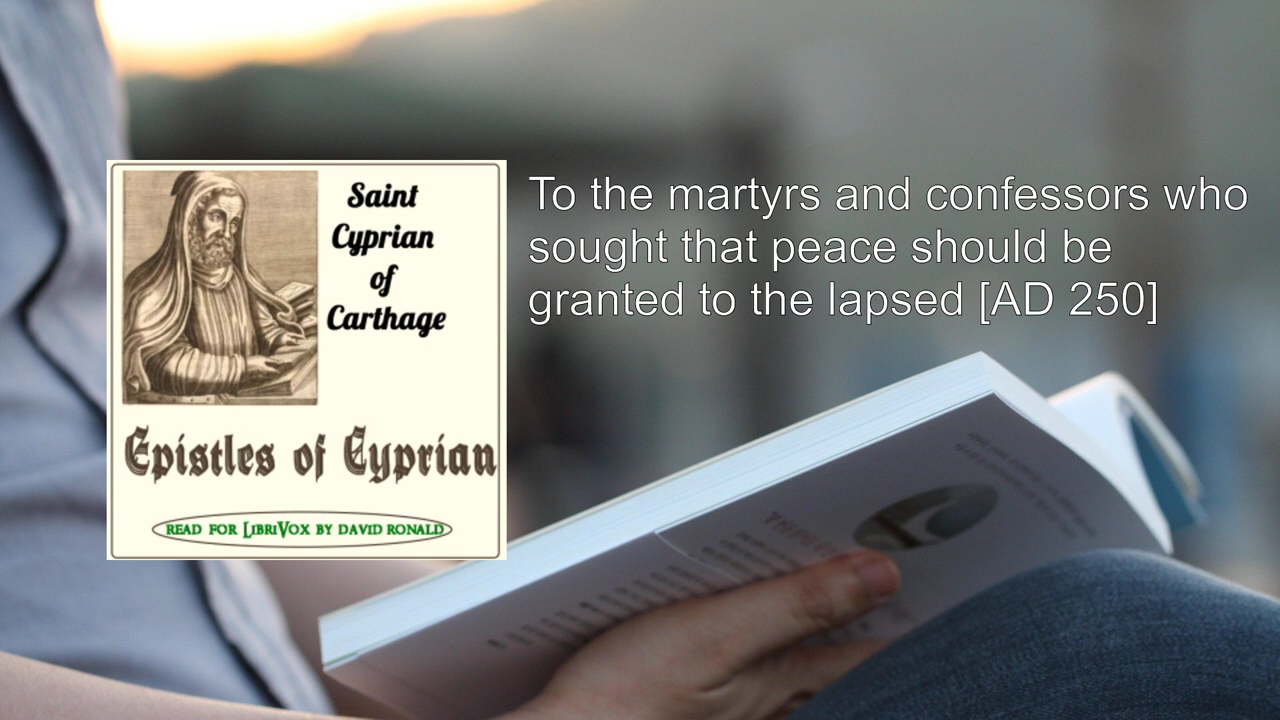 Saint
Cyprian
of
Carthage
Epistles of Cyprian
READ FOR LIBRIVOX BY DAVID RONALD
To the martyrs and confessors who
sought that peace should be
granted to the lapsed [AD 250]